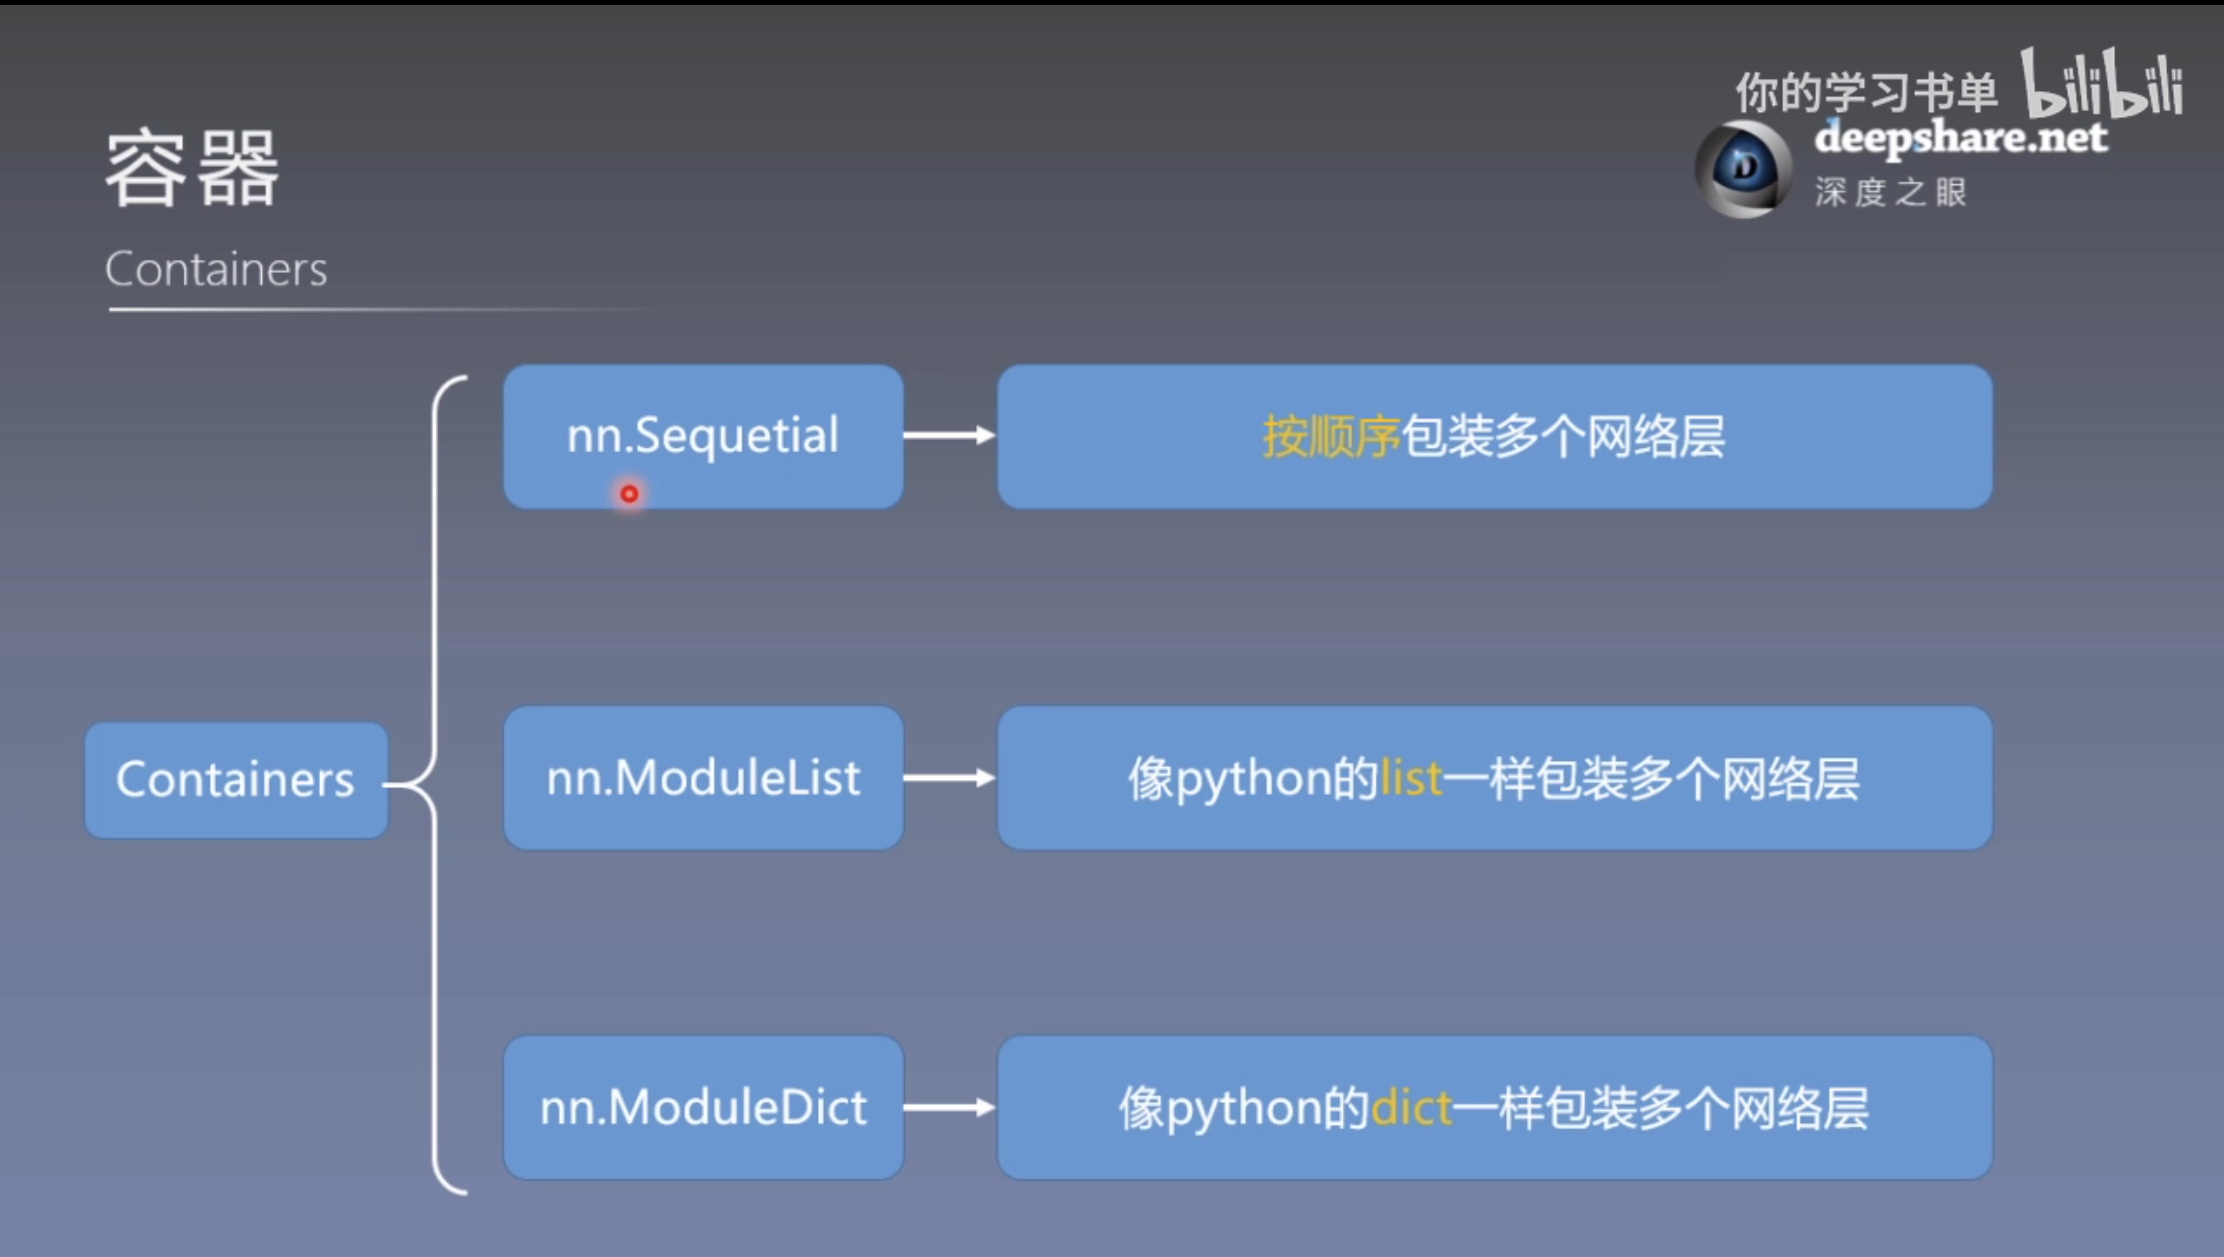 你的学习书单 bilibili
deepshare.net
深度之眼
容器
Containers
nn.Sequetial
按顺序包装多个网络层
Containers
nn.ModuleList
像python的list一样包装多个网络层
nn.ModuleDict
像python的dict一样包装多个网络层